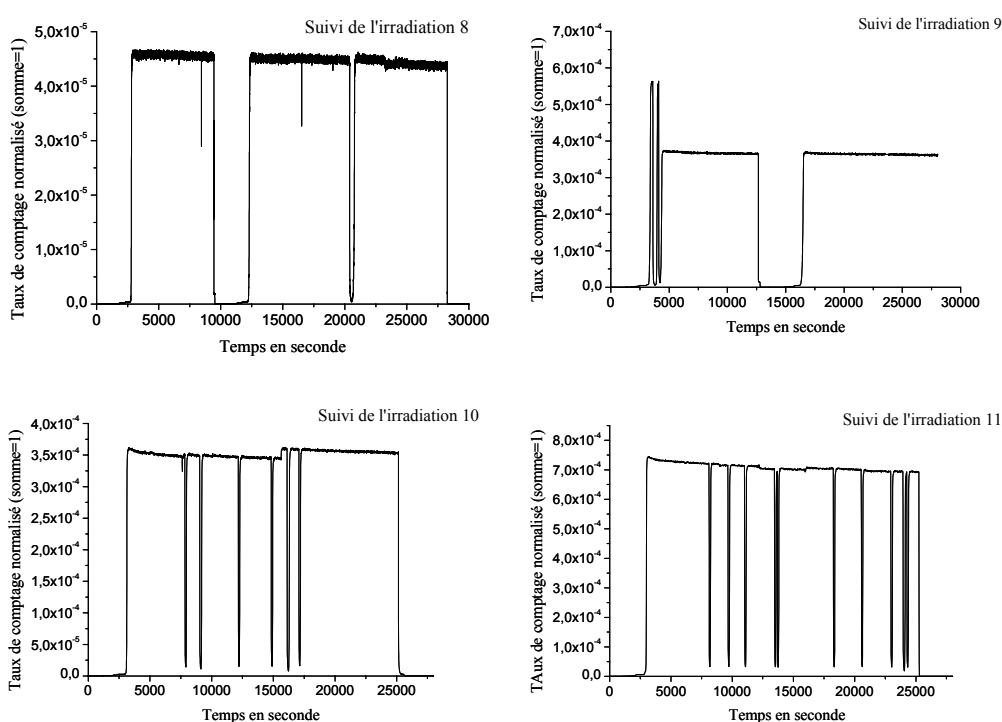 Suivi de l'irradiation 8
Taux de comptage normalisé (somme=1)
5,0x10⁻⁵
4,0x10⁻⁵
3,0x10⁻⁵
2,0x10⁻⁵
1,0x10⁻⁵
0,0
0 5000 10000 15000 20000 25000 30000
Temps en seconde
Suivi de l'irradiation 9
Taux de comptage normalisé (somme=1)
7,0x10⁻⁴
6,0x10⁻⁴
5,0x10⁻⁴
4,0x10⁻⁴
3,0x10⁻⁴
2,0x10⁻⁴
1,0x10⁻⁴
0,0
0 5000 10000 15000 20000 25000 30000
Temps en seconde
Suivi de l'irradiation 10
Taux de comptage normalisé (somme=1)
4,0x10⁻⁴
3,5x10⁻⁴
3,0x10⁻⁴
2,5x10⁻⁴
2,0x10⁻⁴
1,5x10⁻⁴
1,0x10⁻⁴
5,0x10⁻⁵
0,0
0 5000 10000 15000 20000 25000
Temps en seconde
Suivi de l'irradiation 11
TAux de comptage normalisé (somme=1)
8,0x10⁻⁴
7,0x10⁻⁴
6,0x10⁻⁴
5,0x10⁻⁴
4,0x10⁻⁴
3,0x10⁻⁴
2,0x10⁻⁴
1,0x10⁻⁴
0,0
0 5000 10000 15000 20000 25000
Temps en seconde